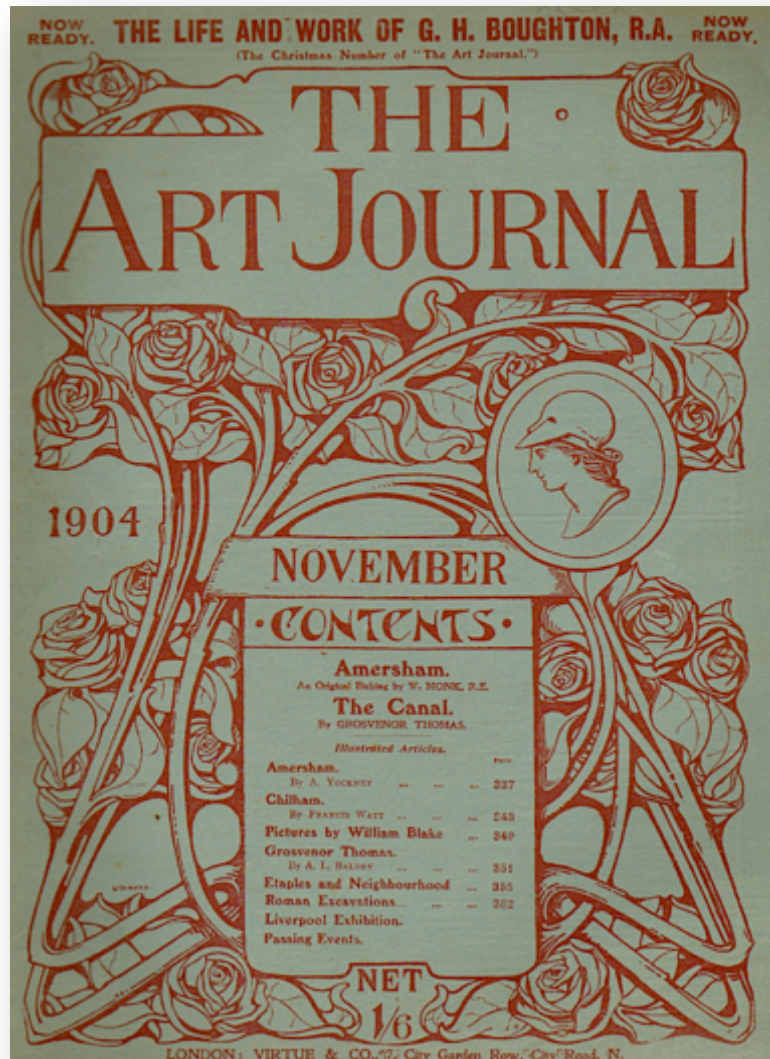 NOW READY. THE LIFE AND WORK OF G. H. BOUGHTON, R.A. NOW READY.
(The Christmas Number of "The Art Journal.")
THE
ART JOURNAL
1904
NOVEMBER
·CONTENTS·
Amersham.
An Original Etching by W. MONK, R.E.
The Canal.
By GROSVENOR THOMAS.
Illustrated Articles.
PAGE
Amersham.
By A. YOCKNEY ... ... ... 337
Chilham.
By FRANCIS WATT ... ... ... 343
Pictures by William Blake ... 349
Grosvenor Thomas.
By A. L. BALDRY ... ... ... 351
Etaples and Neighbourhood ... 355
Roman Excavations ... ... 362
Liverpool Exhibition.
Passing Events.
NET
1/6
LONDON: VIRTUE & CO., City Garden Row, City Road, N.